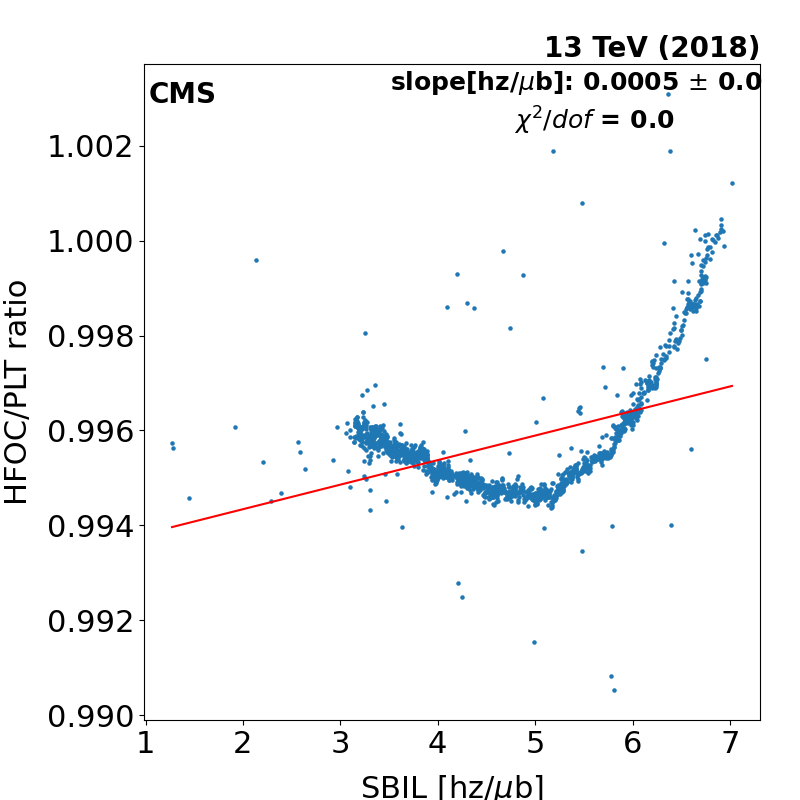 13 TeV (2018)
CMS
slope[hz/μb]: 0.0005 ± 0.0
χ²/dof = 0.0
HFOC/PLT ratio
1.002
1.000
0.998
0.996
0.994
0.992
0.990
1 2 3 4 5 6 7
SBIL [hz/μb]